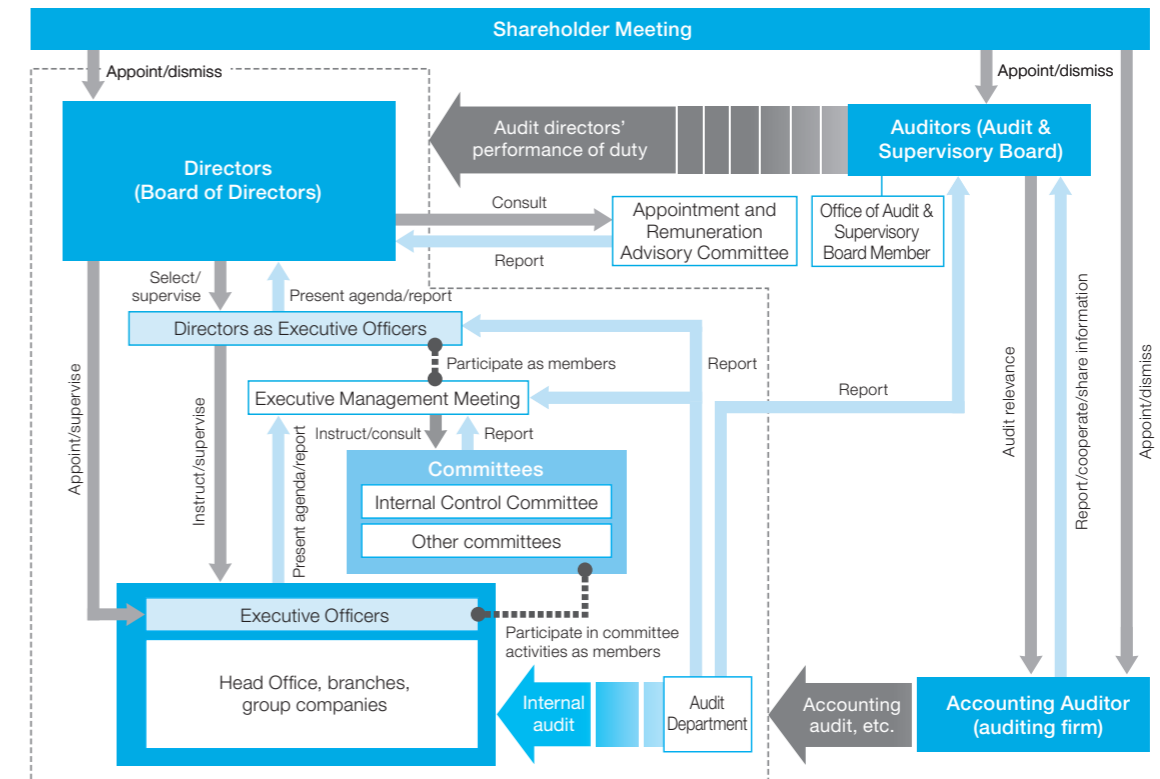 Shareholder Meeting
Appoint/dismiss
Appoint/dismiss
Directors
(Board of Directors)
Audit directors'
performance of duty
Auditors (Audit &
Supervisory Board)
Consult
Report
Appointment and
Remuneration
Advisory Committee
Office of Audit &
Supervisory
Board Member
Select/
supervise
Present agenda/report
Directors as Executive Officers
Participate as members
Report
Executive Management Meeting
Report
Instruct/consult
Report
Appoint/supervise
Instruct/supervise
Present agenda/report
Audit relevance
Report/cooperate/share information
Appoint/dismiss
Committees
Internal Control Committee
Other committees
Executive Officers
Participate in committee
activities as members
Head Office, branches,
group companies
Internal
audit
Audit
Department
Accounting
audit, etc.
Accounting Auditor
(auditing firm)